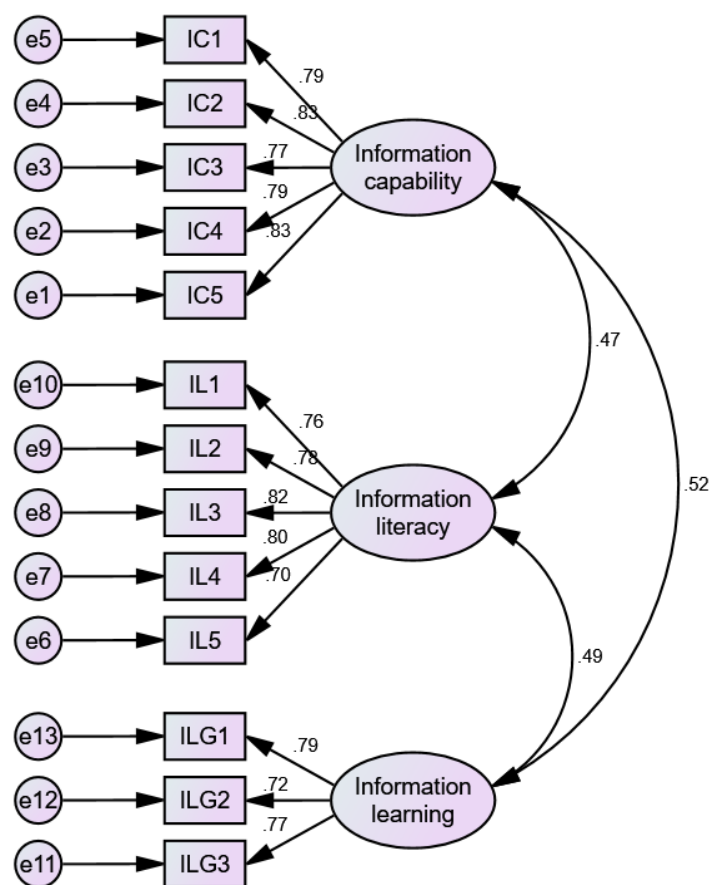 e5
IC1
.79
e4
IC2
.83
Information
capability
e3
IC3
.77
e2
IC4
.79
e1
IC5
.83
.47
e10
IL1
.76
e9
IL2
.78
Information
literacy
e8
IL3
.82
e7
IL4
.80
e6
IL5
.70
.52
.49
e13
ILG1
.79
e12
ILG2
.72
Information
learning
e11
ILG3
.77